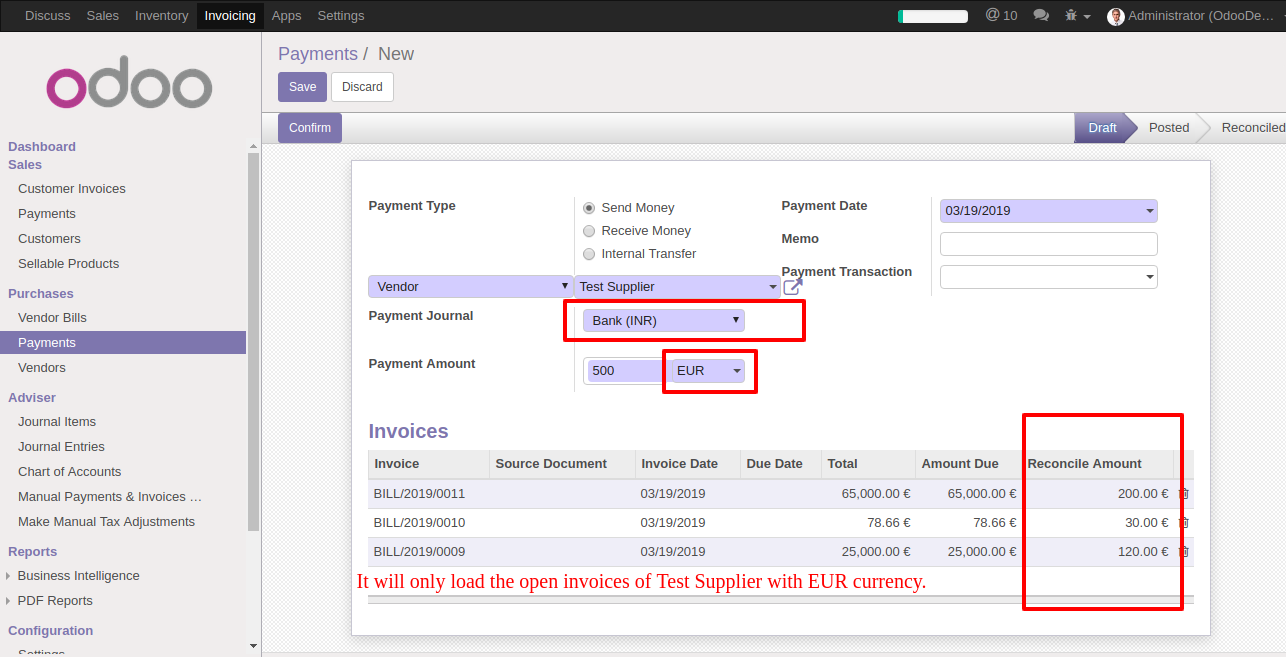 Discuss Sales Inventory Invoicing Apps Settings @ 10 Administrator (OdooDe...
odoo
Payments / New
Save Discard
Confirm Draft Posted Reconciled
Dashboard
Sales
Customer Invoices
Payments
Customers
Sellable Products
Purchases
Vendor Bills
Payments
Vendors
Adviser
Journal Items
Journal Entries
Chart of Accounts
Manual Payments & Invoices ...
Make Manual Tax Adjustments
Reports
Business Intelligence
PDF Reports
Configuration
Settings
Payment Type Send Money
Receive Money
Internal Transfer
Vendor Test Supplier
Payment Journal Bank (INR)
Payment Amount 500 EUR
Payment Date 03/19/2019
Memo
Payment Transaction
Invoices
Invoice Source Document Invoice Date Due Date Total Amount Due Reconcile Amount
BILL/2019/0011 03/19/2019 65,000.00 € 65,000.00 € 200.00 €
BILL/2019/0010 03/19/2019 78.66 € 78.66 € 30.00 €
BILL/2019/0009 03/19/2019 25,000.00 € 25,000.00 € 120.00 €
It will only load the open invoices of Test Supplier with EUR currency.